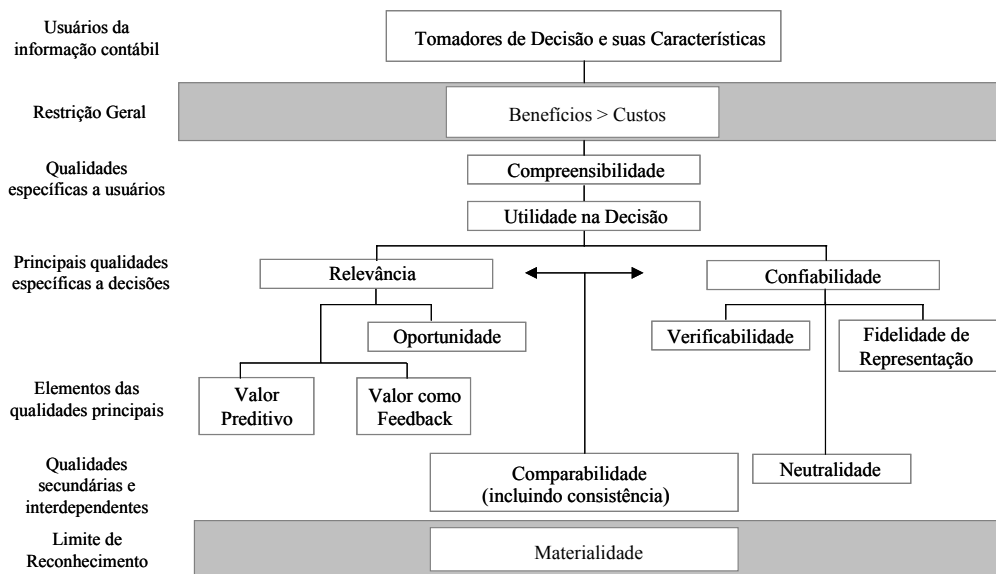 Usuários da
informação contábil
Tomadores de Decisão e suas Características
Restrição Geral
Benefícios > Custos
Qualidades
específicas a usuários
Compreensibilidade
Utilidade na Decisão
Principais qualidades
específicas a decisões
Relevância
Confiabilidade
Oportunidade
Verificabilidade
Fidelidade de
Representação
Elementos das
qualidades principais
Valor
Preditivo
Valor como
Feedback
Qualidades
secundárias e
interdependentes
Comparabilidade
(incluindo consistência)
Neutralidade
Limite de
Reconhecimento
Materialidade